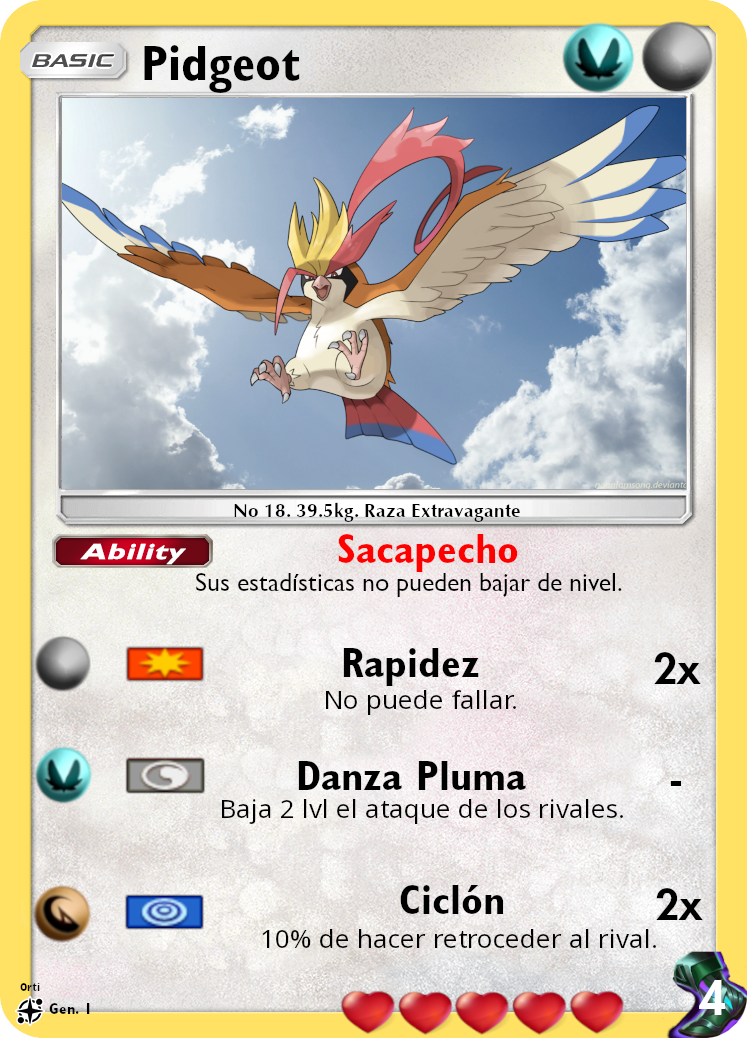 BASIC
Pidgeot
No 18. 39.5kg. Raza Extravagante
Ability
Sacapecho
Sus estadísticas no pueden bajar de nivel.
Rapidez
2x
No puede fallar.
Danza Pluma
-
Baja 2 lvl el ataque de los rivales.
Ciclón
2x
10% de hacer retroceder al rival.
Orti
Gen. I
4